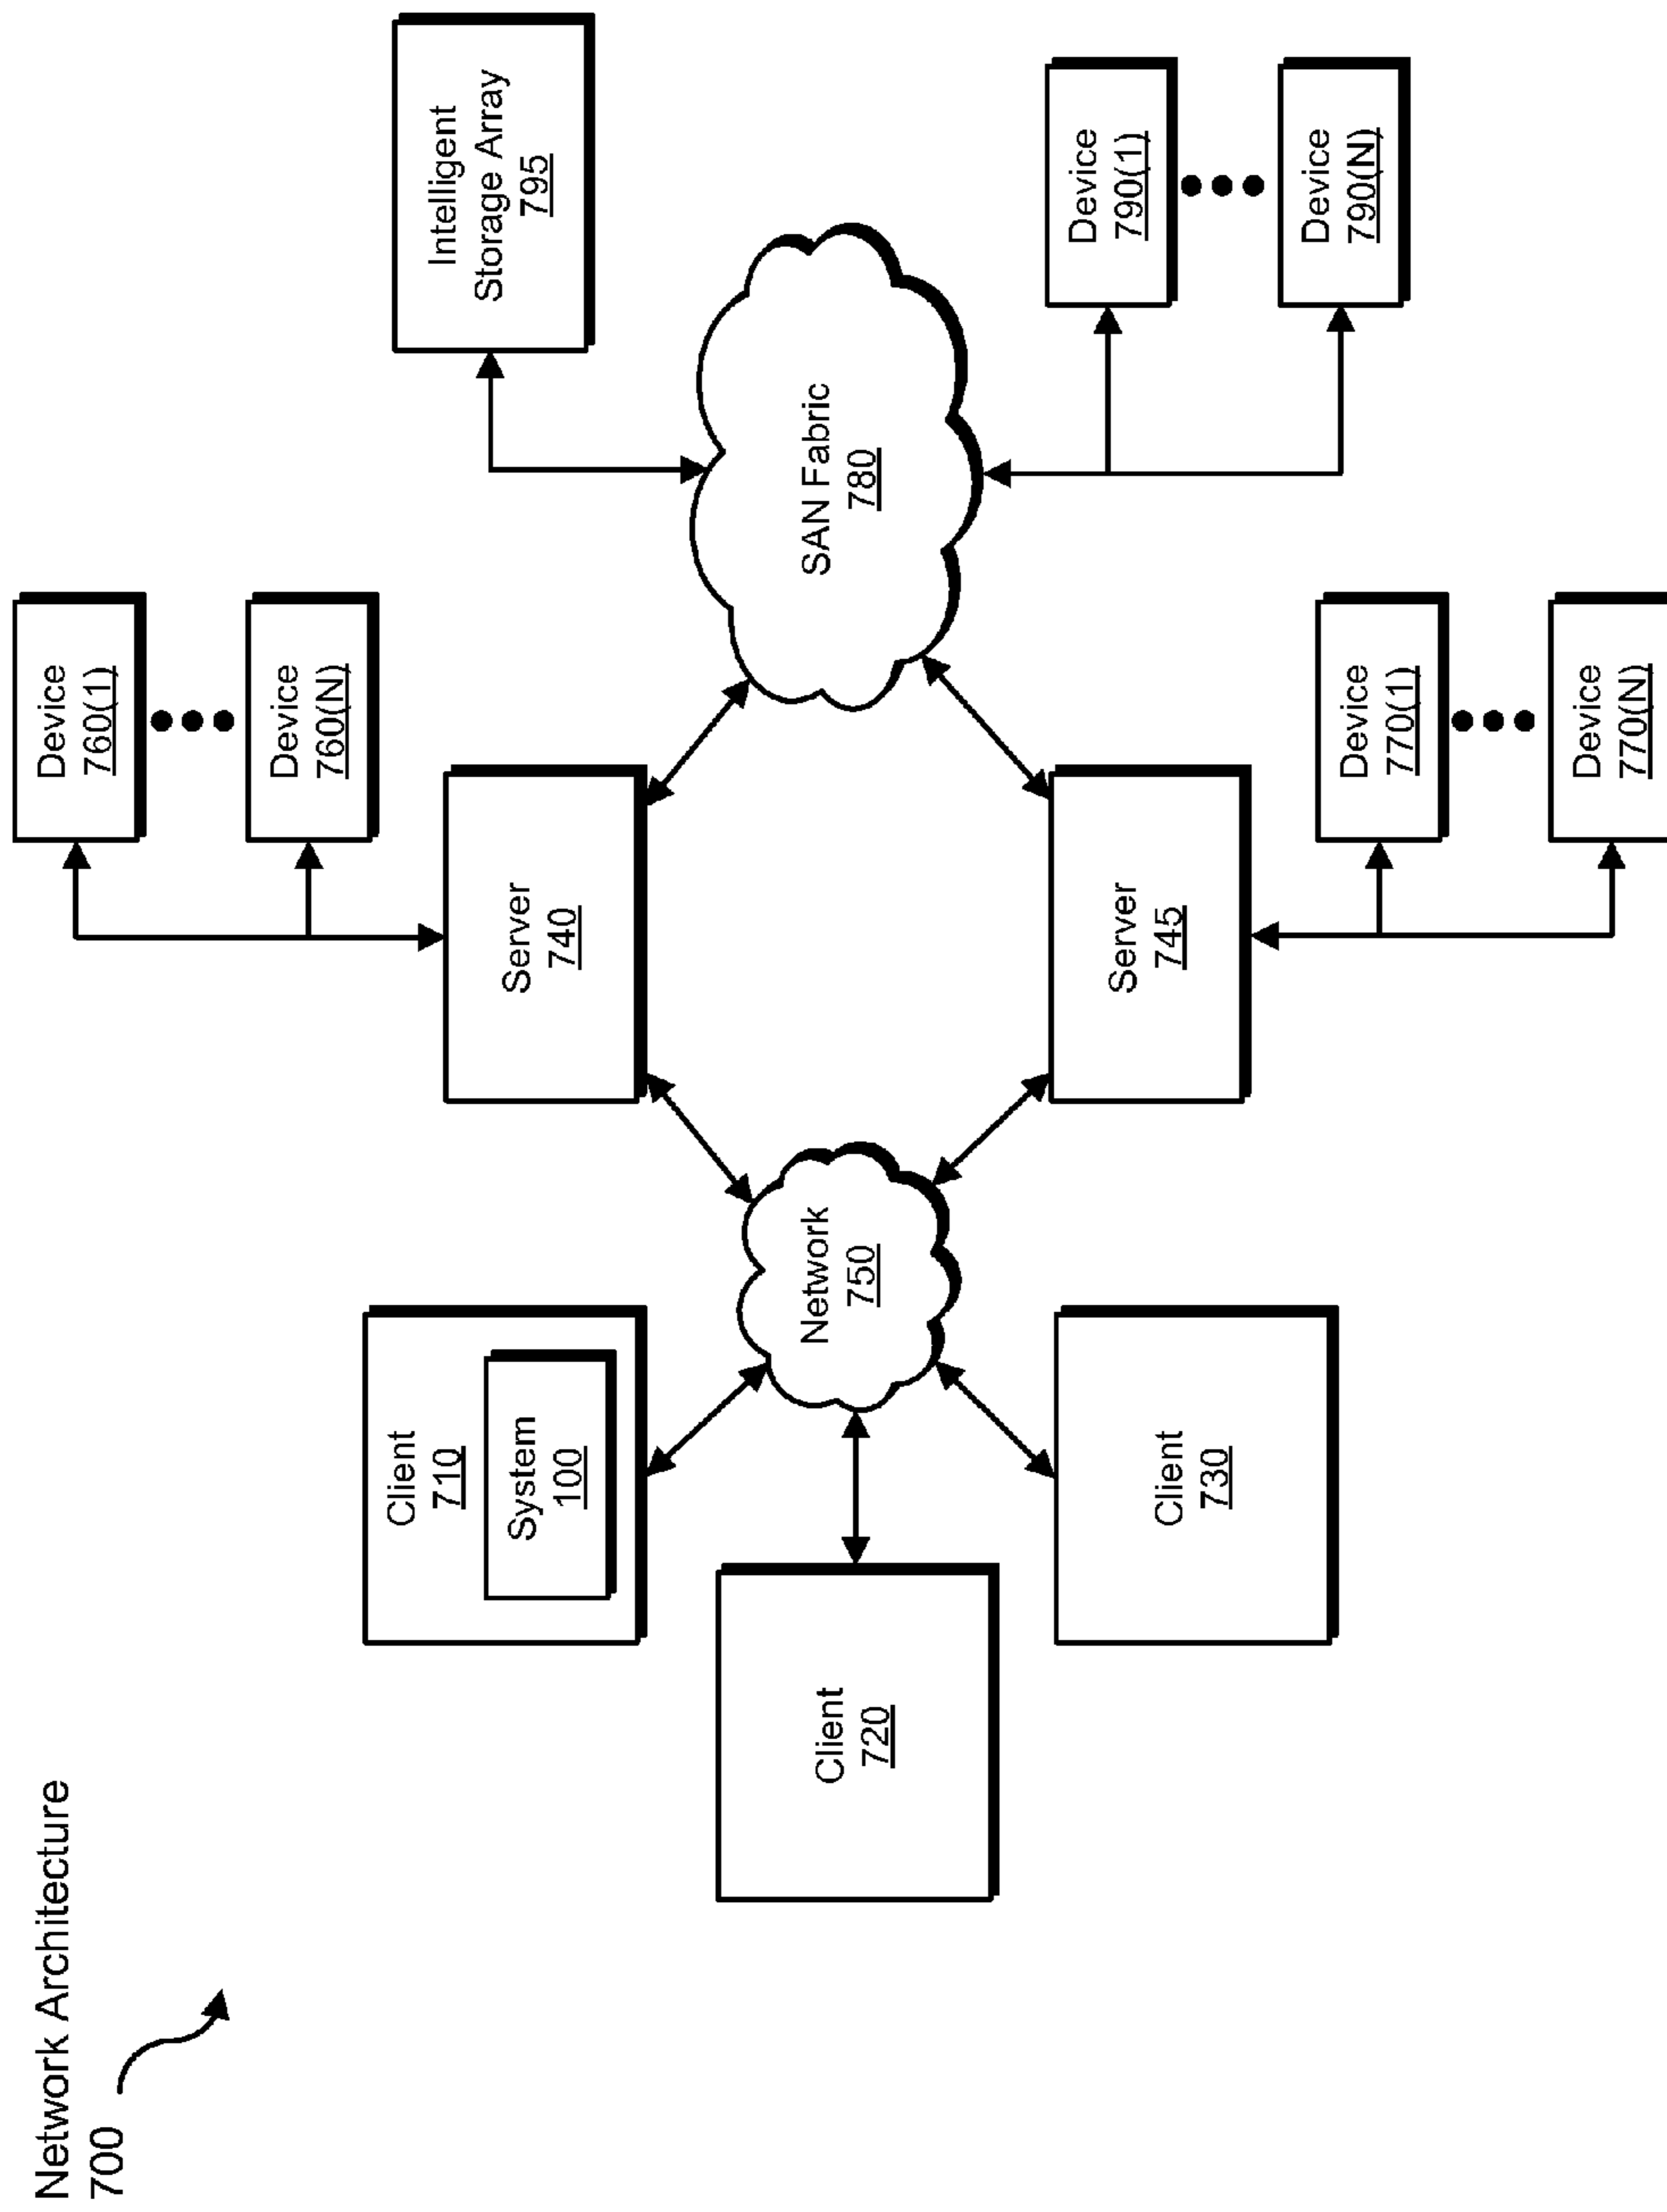 Network Architecture
700
Device
760(1)
Device
760(N)
Intelligent
Storage Array
795
Client
710
System
100
Server
740
Client
720
Network
750
SAN Fabric
780
Client
730
Server
745
Device
790(1)
Device
790(N)
Device
770(1)
Device
770(N)